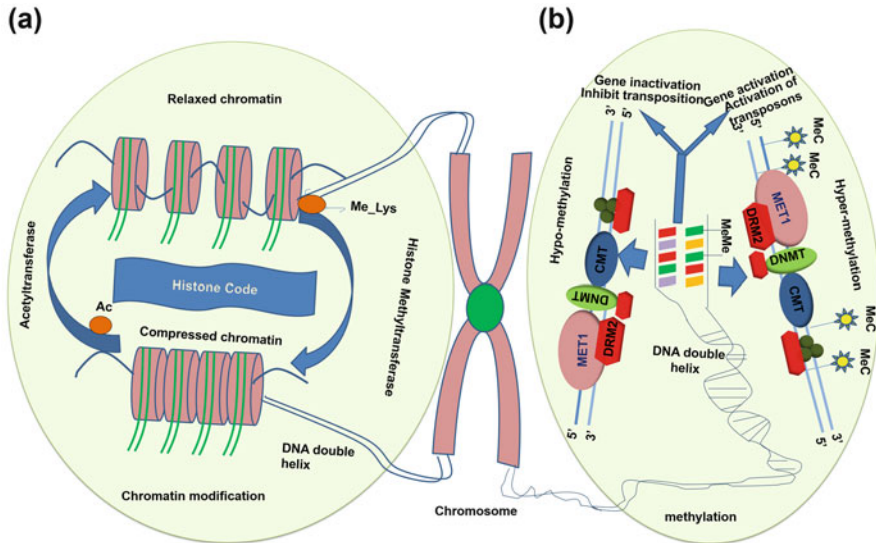 (a)
Relaxed chromatin
Me_Lys
Acetyltransferase
Histone Code
Histone Methyltransferase
Ac
Compressed chromatin
DNA double
helix
Chromatin modification
Chromosome
(b)
Gene inactivation
Inhibit transposition
Gene activation
Activation of
transposons
3'
5'
3'
5'
MeC
MeC
Hypo-methylation
Hyper-methylation
MeMe
CMT
DNMT
MET1
DRM2
MET1
DRM2
DNMT
CMT
MeC
MeC
DNA double
helix
5'
3'
5'
3'
methylation